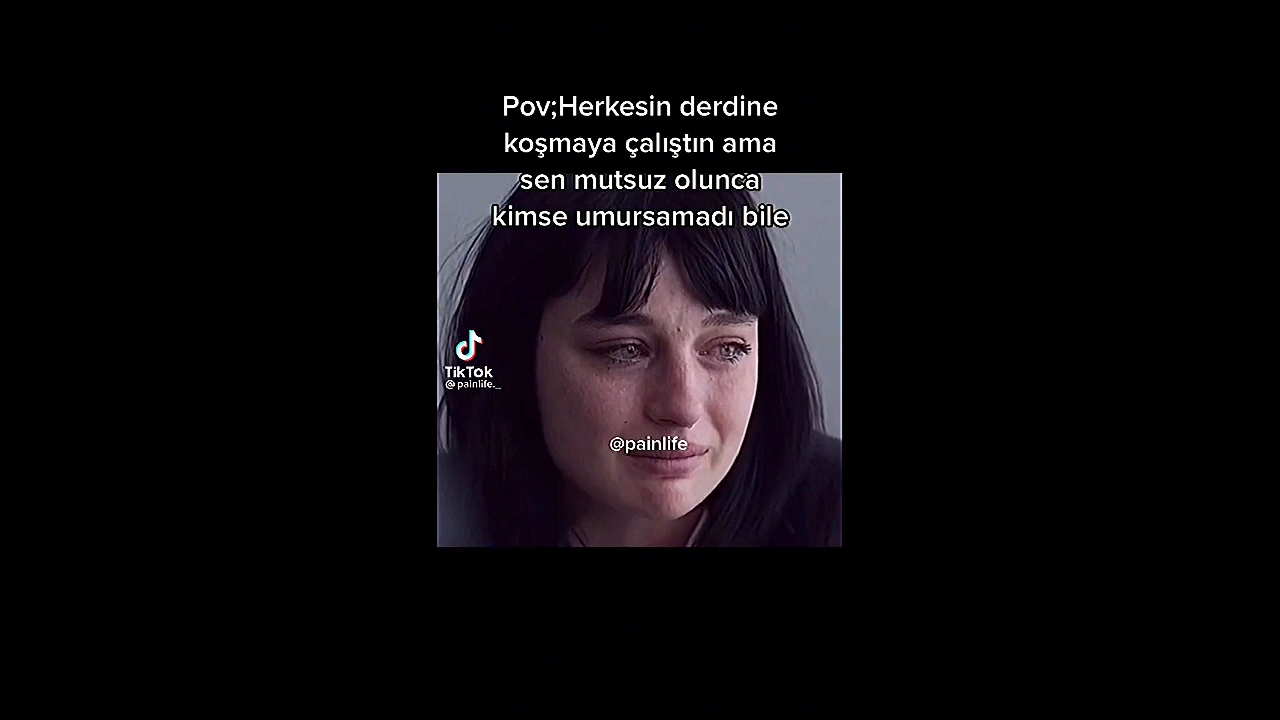 Pov;Herkesin derdine
koşmaya çalıştın ama
sen mutsuz olunca
kimse umursamadı bile
TikTok
@painlife._
@painlife